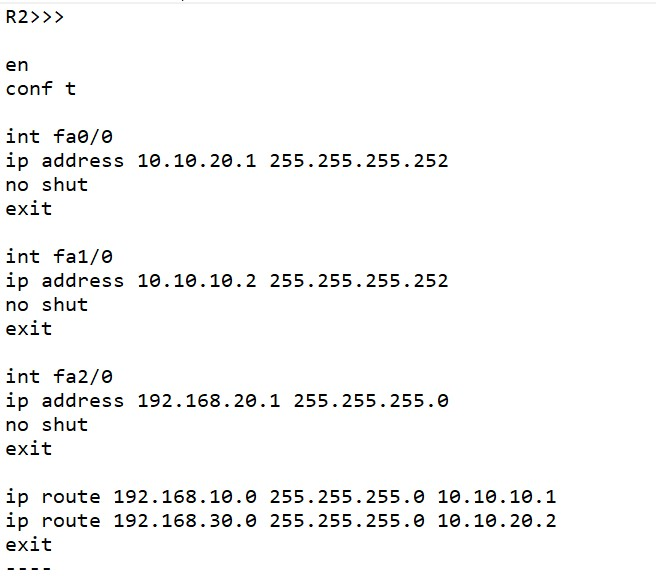 R2>>>
en
conf t
int fa0/0
ip address 10.10.20.1 255.255.255.252
no shut
exit
int fa1/0
ip address 10.10.10.2 255.255.255.252
no shut
exit
int fa2/0
ip address 192.168.20.1 255.255.255.0
no shut
exit
ip route 192.168.10.0 255.255.255.0 10.10.10.1
ip route 192.168.30.0 255.255.255.0 10.10.20.2
exit
----